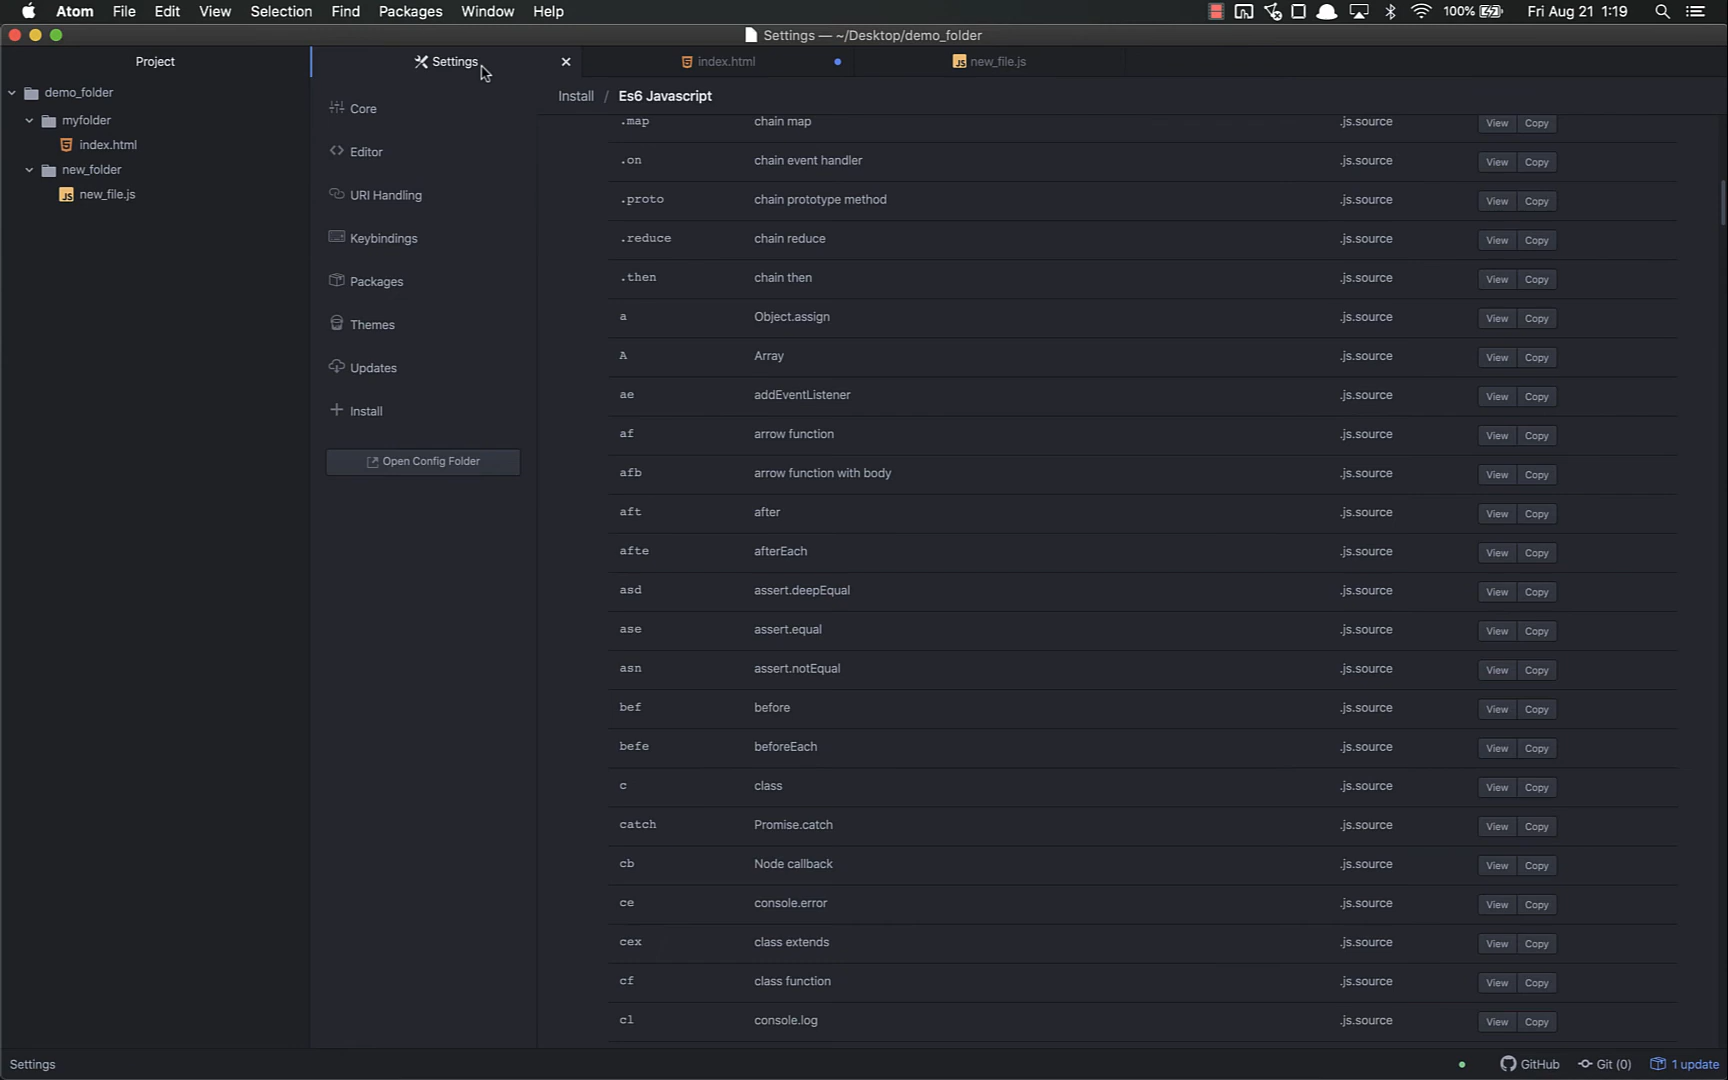 Atom File Edit View Selection Find Packages Window Help 100% Fri Aug 21 1:19
Settings — ~/Desktop/demo_folder
Project
Settings
index.html
new_file.js
demo_folder
myfolder
index.html
new_folder
new_file.js
Core
Editor
URI Handling
Keybindings
Packages
Themes
Updates
Install
Open Config Folder
Install / Es6 Javascript
.map chain map .js.source View Copy
.on chain event handler .js.source View Copy
.proto chain prototype method .js.source View Copy
.reduce chain reduce .js.source View Copy
.then chain then .js.source View Copy
a Object.assign .js.source View Copy
A Array .js.source View Copy
ae addEventListener .js.source View Copy
af arrow function .js.source View Copy
afb arrow function with body .js.source View Copy
aft after .js.source View Copy
afte afterEach .js.source View Copy
asd assert.deepEqual .js.source View Copy
ase assert.equal .js.source View Copy
asn assert.notEqual .js.source View Copy
bef before .js.source View Copy
befe beforeEach .js.source View Copy
c class .js.source View Copy
catch Promise.catch .js.source View Copy
cb Node callback .js.source View Copy
ce console.error .js.source View Copy
cex class extends .js.source View Copy
cf class function .js.source View Copy
cl console.log .js.source View Copy
Settings GitHub Git (0) 1 update